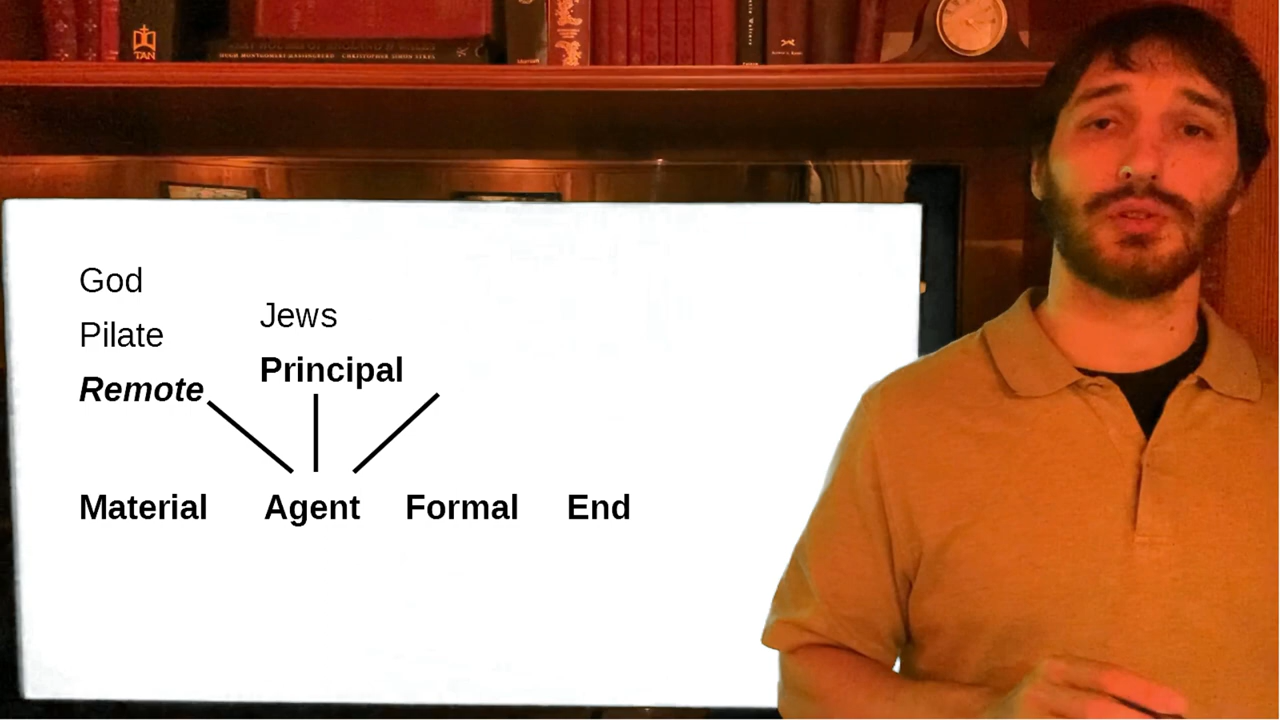 TAN
God
Pilate
Jews
Remote
Principal
Material Agent Formal End